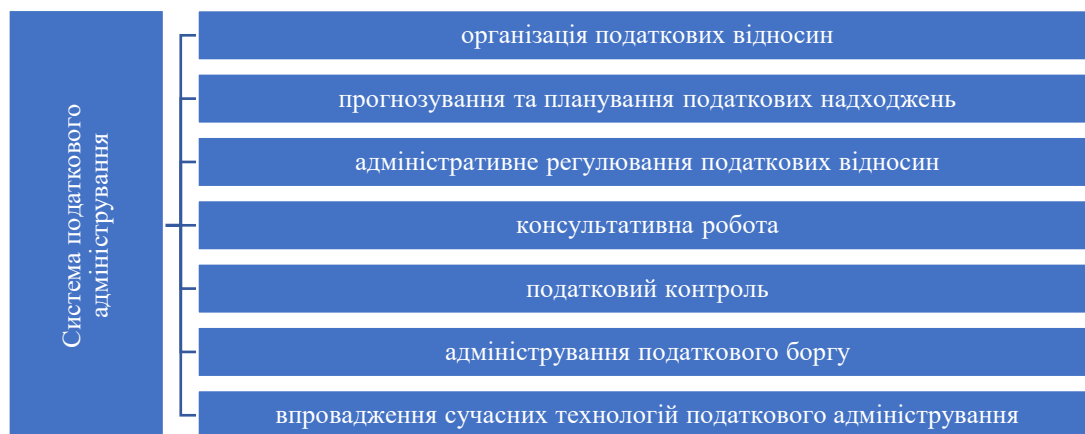 Система податкового
адміністрування
організація податкових відносин
прогнозування та планування податкових надходжень
адміністративне регулювання податкових відносин
консультативна робота
податковий контроль
адміністрування податкового боргу
впровадження сучасних технологій податкового адміністрування